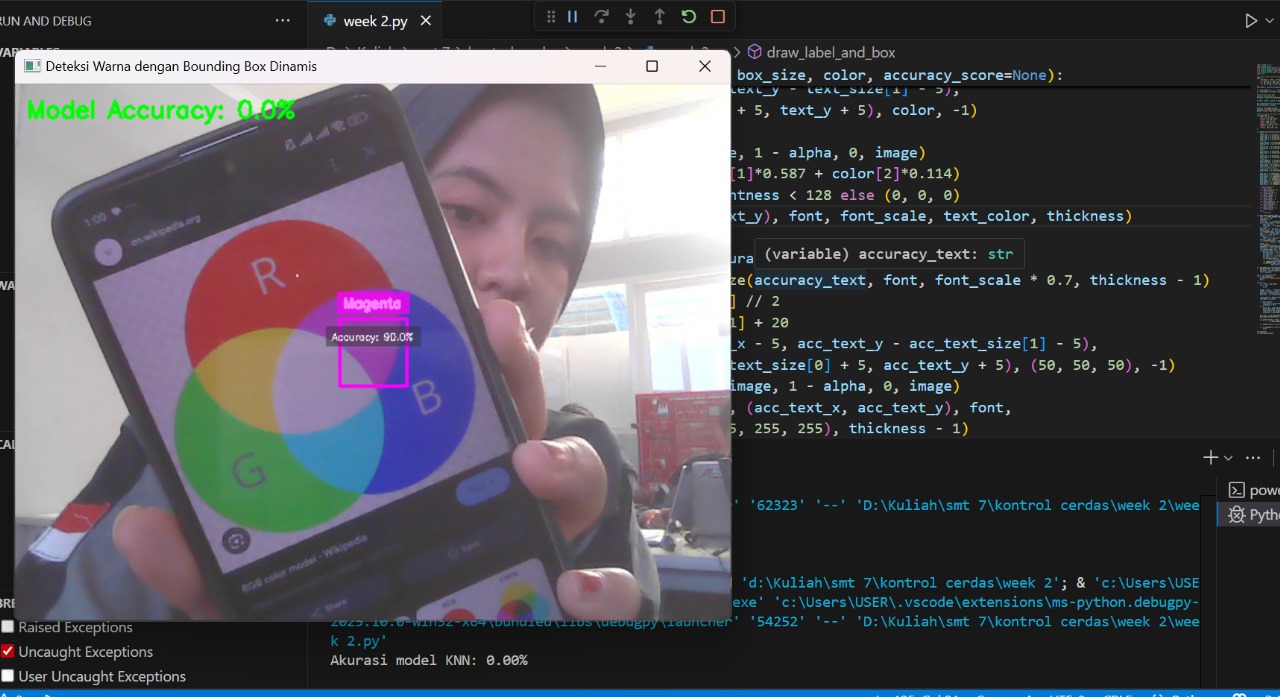 RUN AND DEBUG
week 2.py
draw_label_and_box
Deteksi Warna dengan Bounding Box Dinamis
box_size, color, accuracy_score=None):
text_y - text_size[1] - 5),
+ 5, text_y + 5), color, -1)
e, 1 - alpha, 0, image)
[1]*0.587 + color[2]*0.114)
ntness < 128 else (0, 0, 0)
xt_y), font, font_scale, text_color, thickness)
(variable) accuracy_text: str
ze(accuracy_text, font, font_scale * 0.7, thickness - 1)
] // 2
1] + 20
_x - 5, acc_text_y - acc_text_size[1] - 5),
text_size[0] + 5, acc_text_y + 5), (50, 50, 50), -1)
image, 1 - alpha, 0, image)
, (acc_text_x, acc_text_y), font,
5, 255, 255), thickness - 1)
Model Accuracy: 0.0%
1:00
en.wikipedia.org
R
Magenta
Accuracy: 90.0%
B
G
RGB color model - Wikipedia
Share
powe
Pytho
' '62323' '--' 'D:\Kuliah\smt 7\kontrol cerdas\week 2\wee
'd:\Kuliah\smt 7\kontrol cerdas\week 2'; & 'c:\Users\USE
exe' 'c:\Users\USER\.vscode\extensions\ms-python.debugpy-
2025.10.0-win32-x64\bundled\libs\debugpy\launcher' '54252' '--' 'D:\Kuliah\smt 7\kontrol cerdas\week 2\wee
k 2.py'
Akurasi model KNN: 0.00%
Raised Exceptions
Uncaught Exceptions
User Uncaught Exceptions